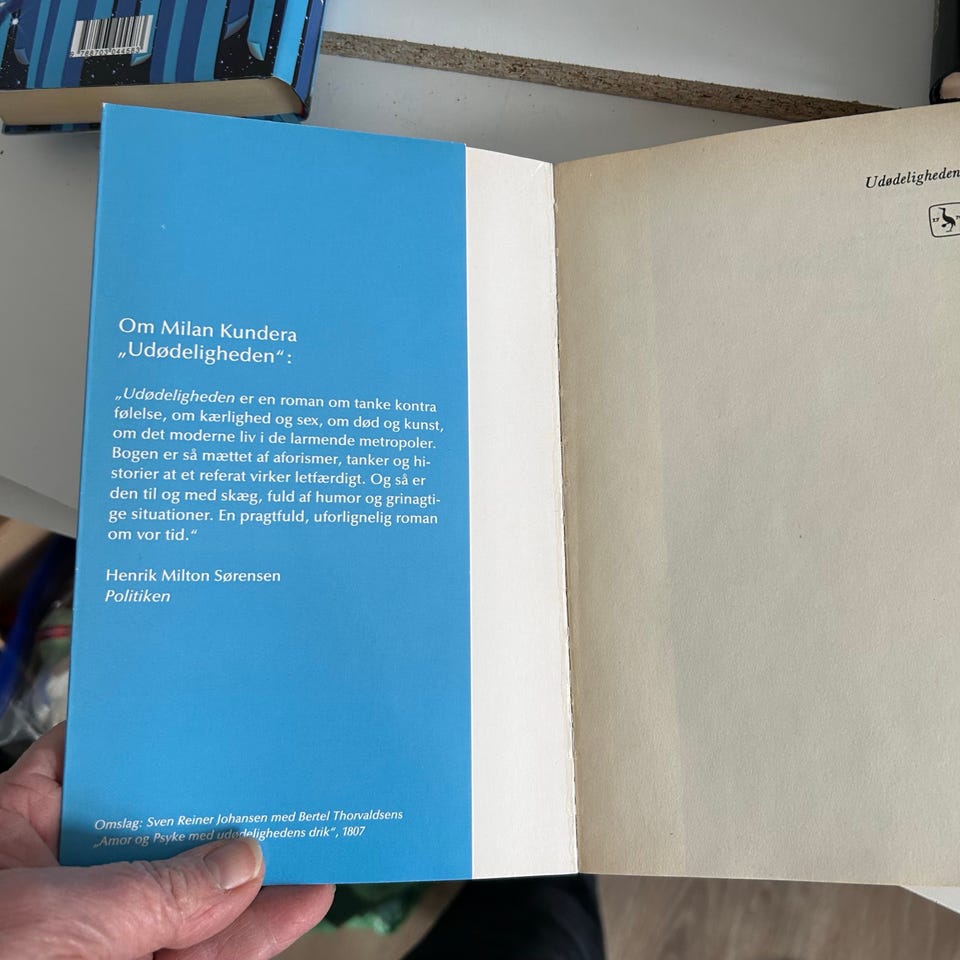 Om Milan Kundera
„Udødeligheden“:
„Udødeligheden er en roman om tanke kontra
følelse, om kærlighed og sex, om død og kunst,
om det moderne liv i de larmende metropoler.
Bogen er så mættet af aforismer, tanker og hi-
storier at et referat virker letfærdigt. Og så er
den til og med skæg, fuld af humor og grinagti-
ge situationer. En pragtfuld, uforlignelig roman
om vor tid.“
Henrik Milton Sørensen
Politiken
Omslag: Sven Reiner Johansen med Bertel Thorvaldsens
„Amor og Psyke med udødelighedens drik“, 1807
Udødeligheden
17